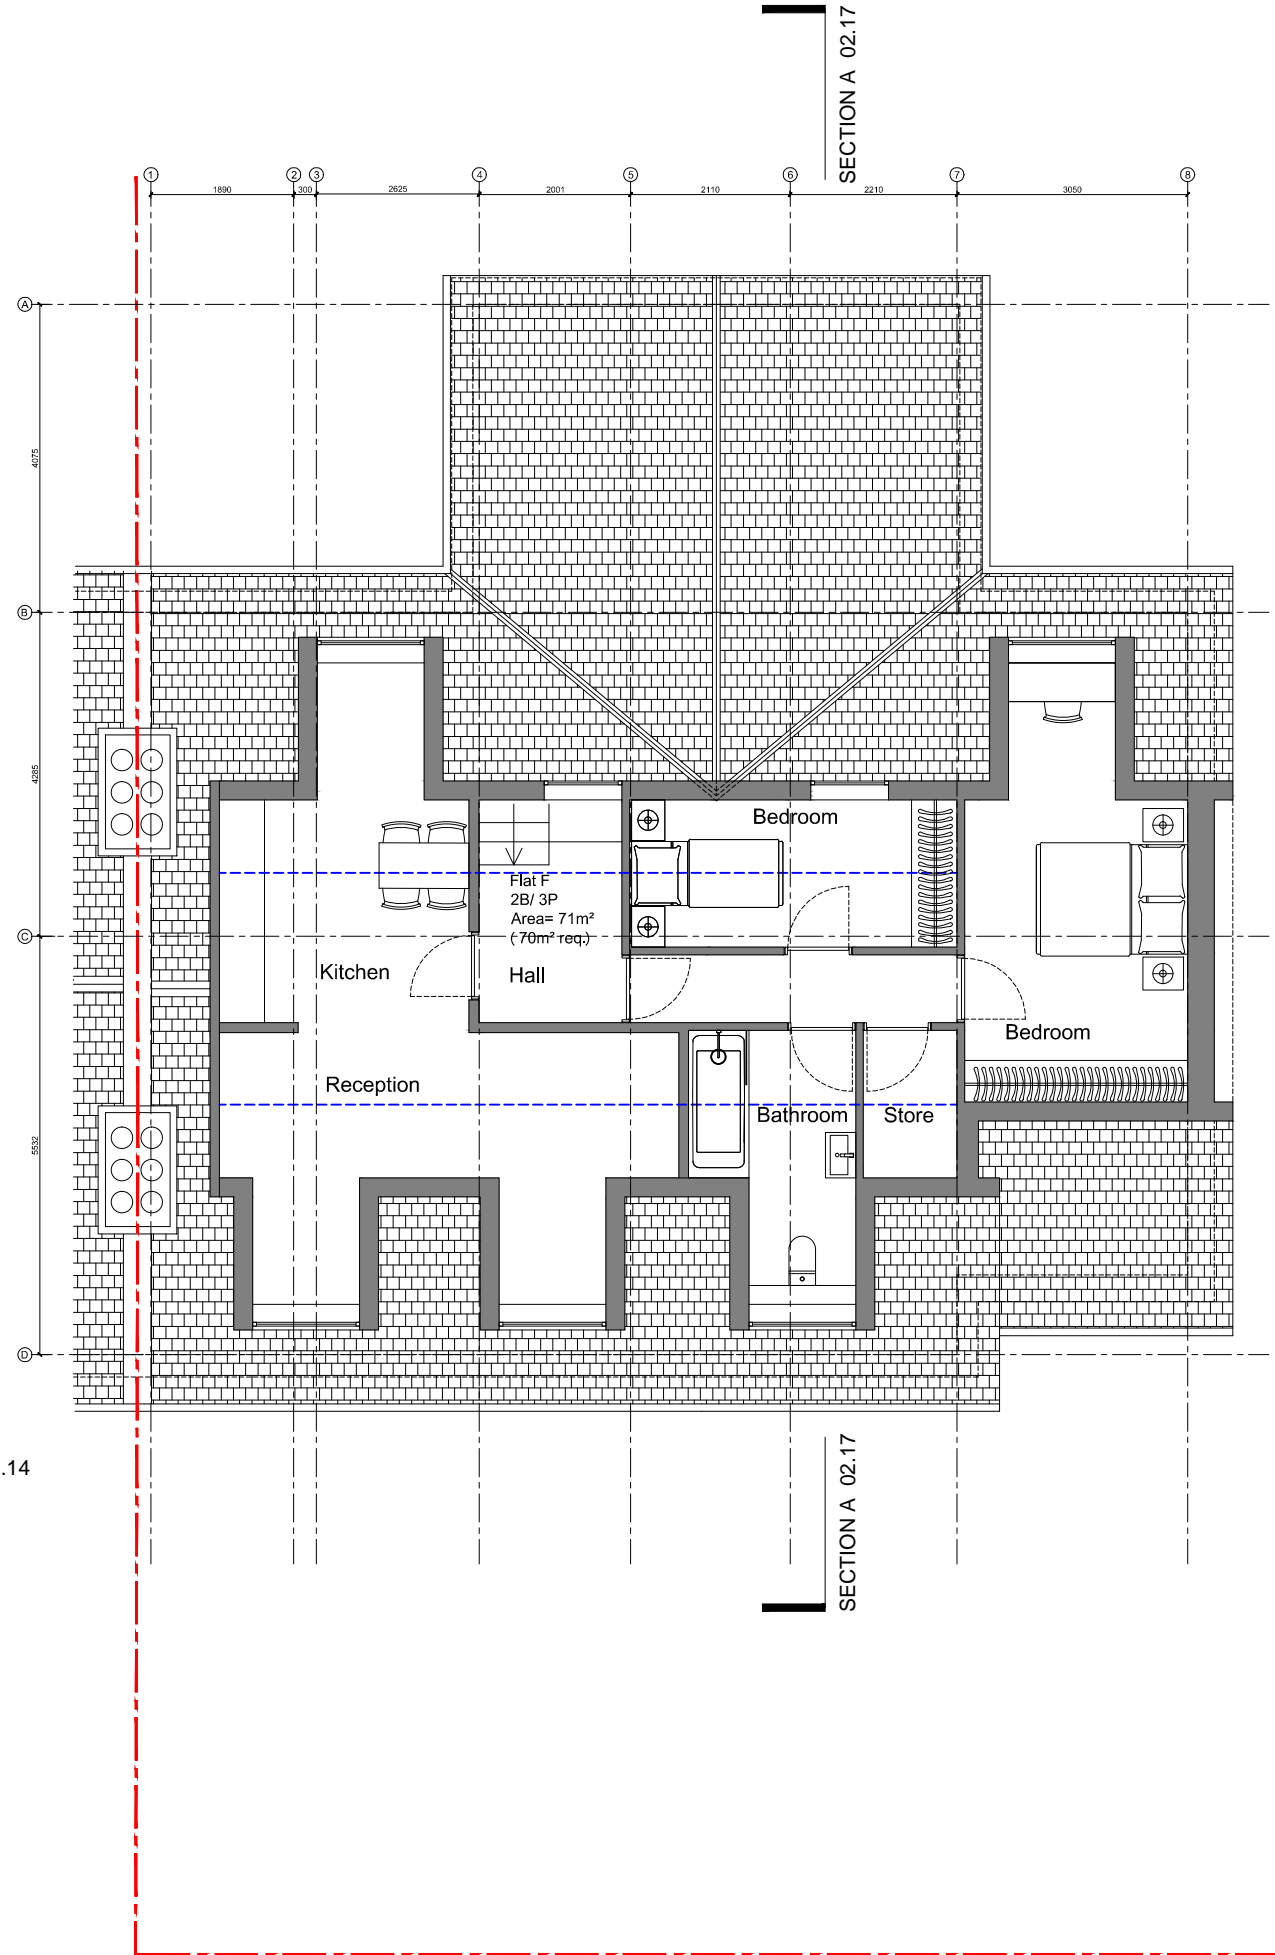 SECTION A 02.17
1 2 3 4 5 6 7 8
1890 300 2625 2001 2110 2210 3050
A
4075
B
4285
Bedroom
Flat F
2B/ 3P
Area= 71m²
( 70m² req.)
C
Kitchen
Hall
Bedroom
Reception
Bathroom
Store
5532
D
.14
SECTION A 02.17